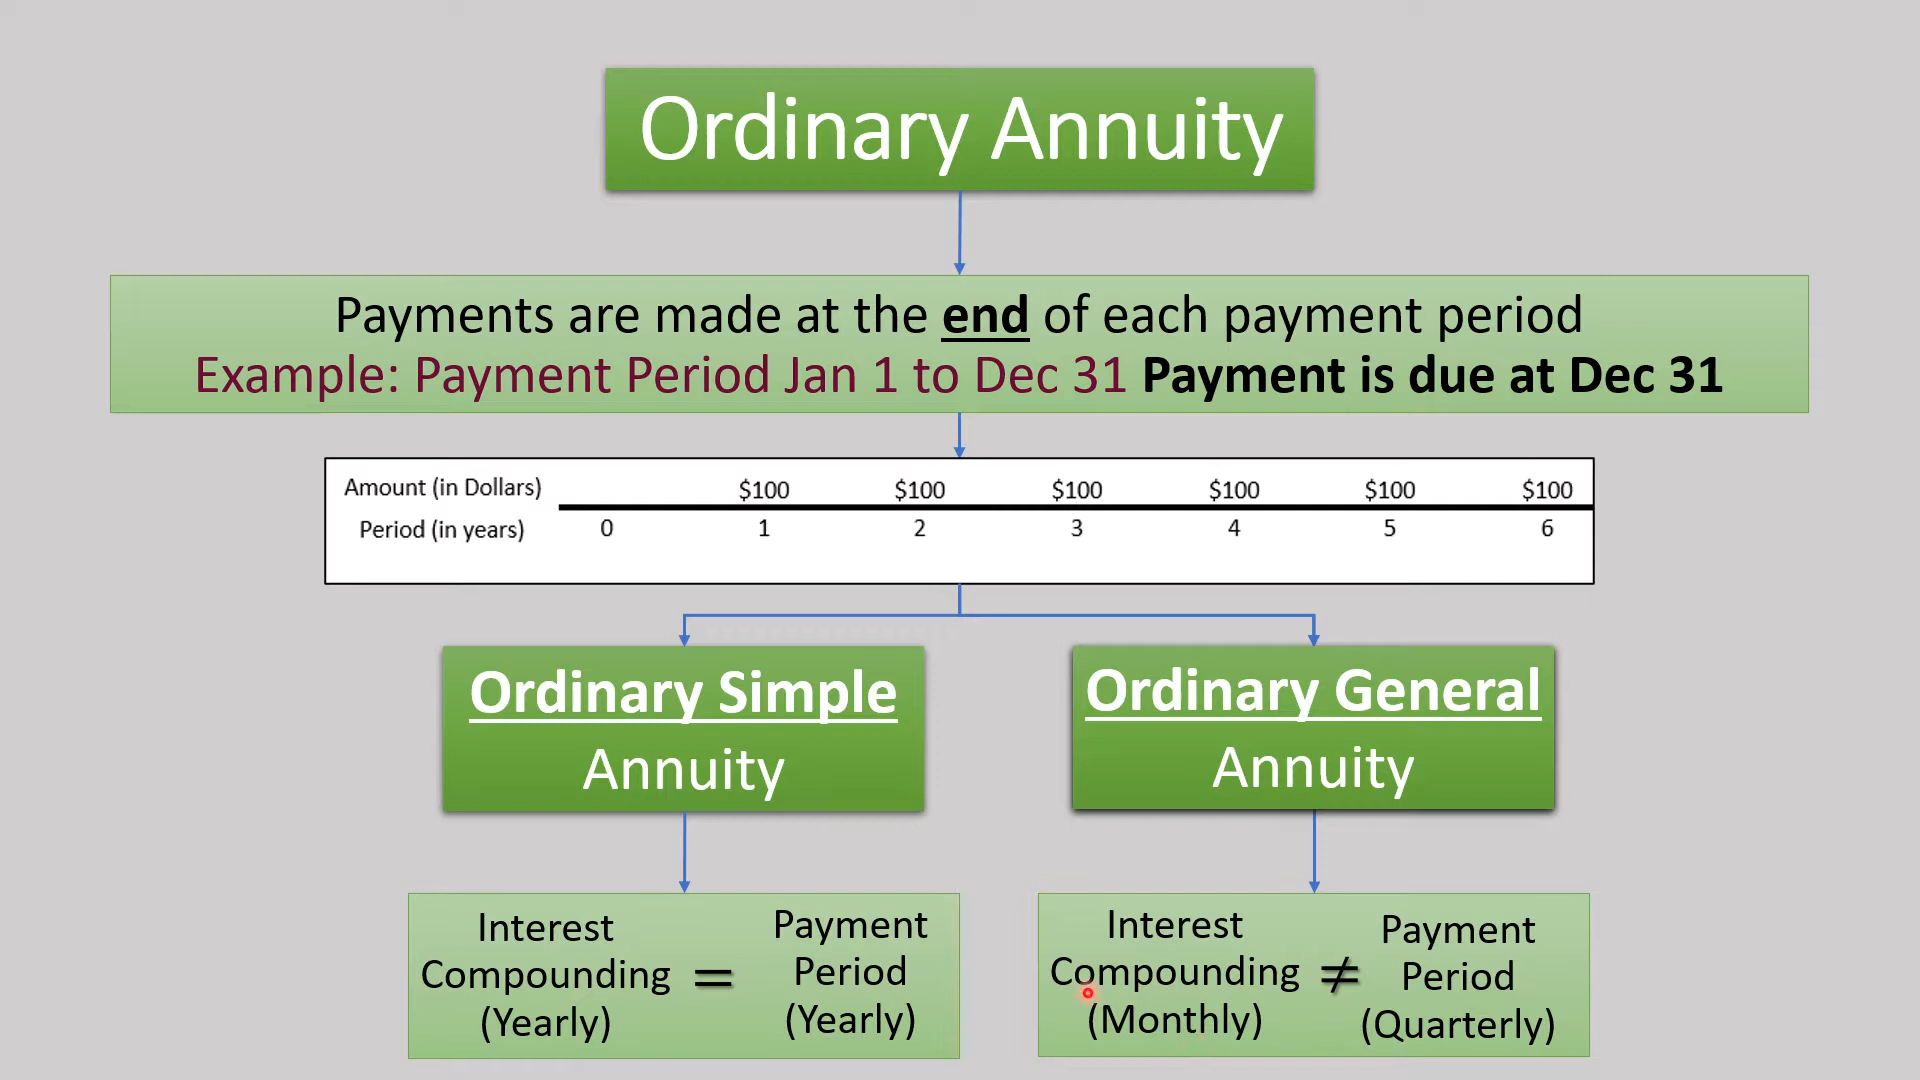 Ordinary Annuity
Payments are made at the end of each payment period
Example: Payment Period Jan 1 to Dec 31 Payment is due at Dec 31
Amount (in Dollars) $100 $100 $100 $100 $100 $100
Period (in years) 0 1 2 3 4 5 6
Ordinary Simple
Annuity
Ordinary General
Annuity
Interest
Compounding
(Yearly)
=
Payment
Period
(Yearly)
Interest
Compounding
(Monthly)
≠
Payment
Period
(Quarterly)